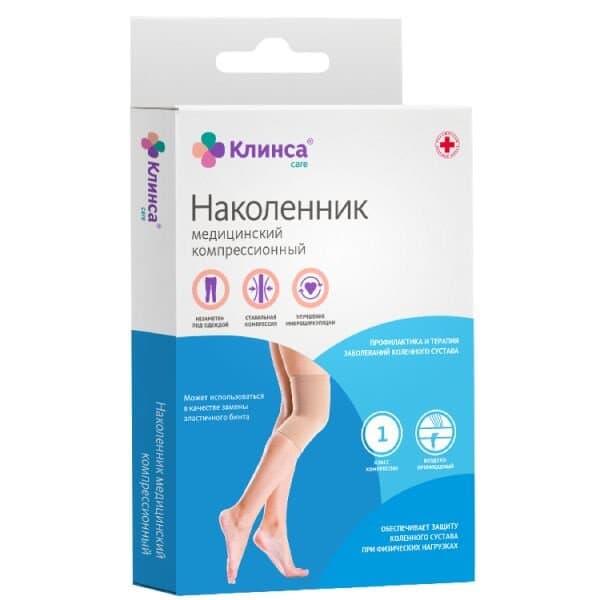 Клинса®
care
Наколенник
медицинский
компрессионный
НЕЗАМЕТЕН
ПОД ОДЕЖДОЙ
СТАБИЛЬНАЯ
КОМПРЕССИЯ
УЛУЧШЕНИЕ
МИКРОЦИРКУЛЯЦИИ
ПРОФИЛАКТИКА И ТЕРАПИЯ
ЗАБОЛЕВАНИЙ КОЛЕННОГО СУСТАВА
Может использоваться
в качестве замены
эластичного бинта
1
КЛАСС
КОМПРЕССИИ
ВОЗДУХО-
ПРОНИЦАЕМЫЙ
ОБЕСПЕЧИВАЕТ ЗАЩИТУ
КОЛЕННОГО СУСТАВА
ПРИ ФИЗИЧЕСКИХ НАГРУЗКАХ
Клинса®
care
Наколенник медицинский
компрессионный